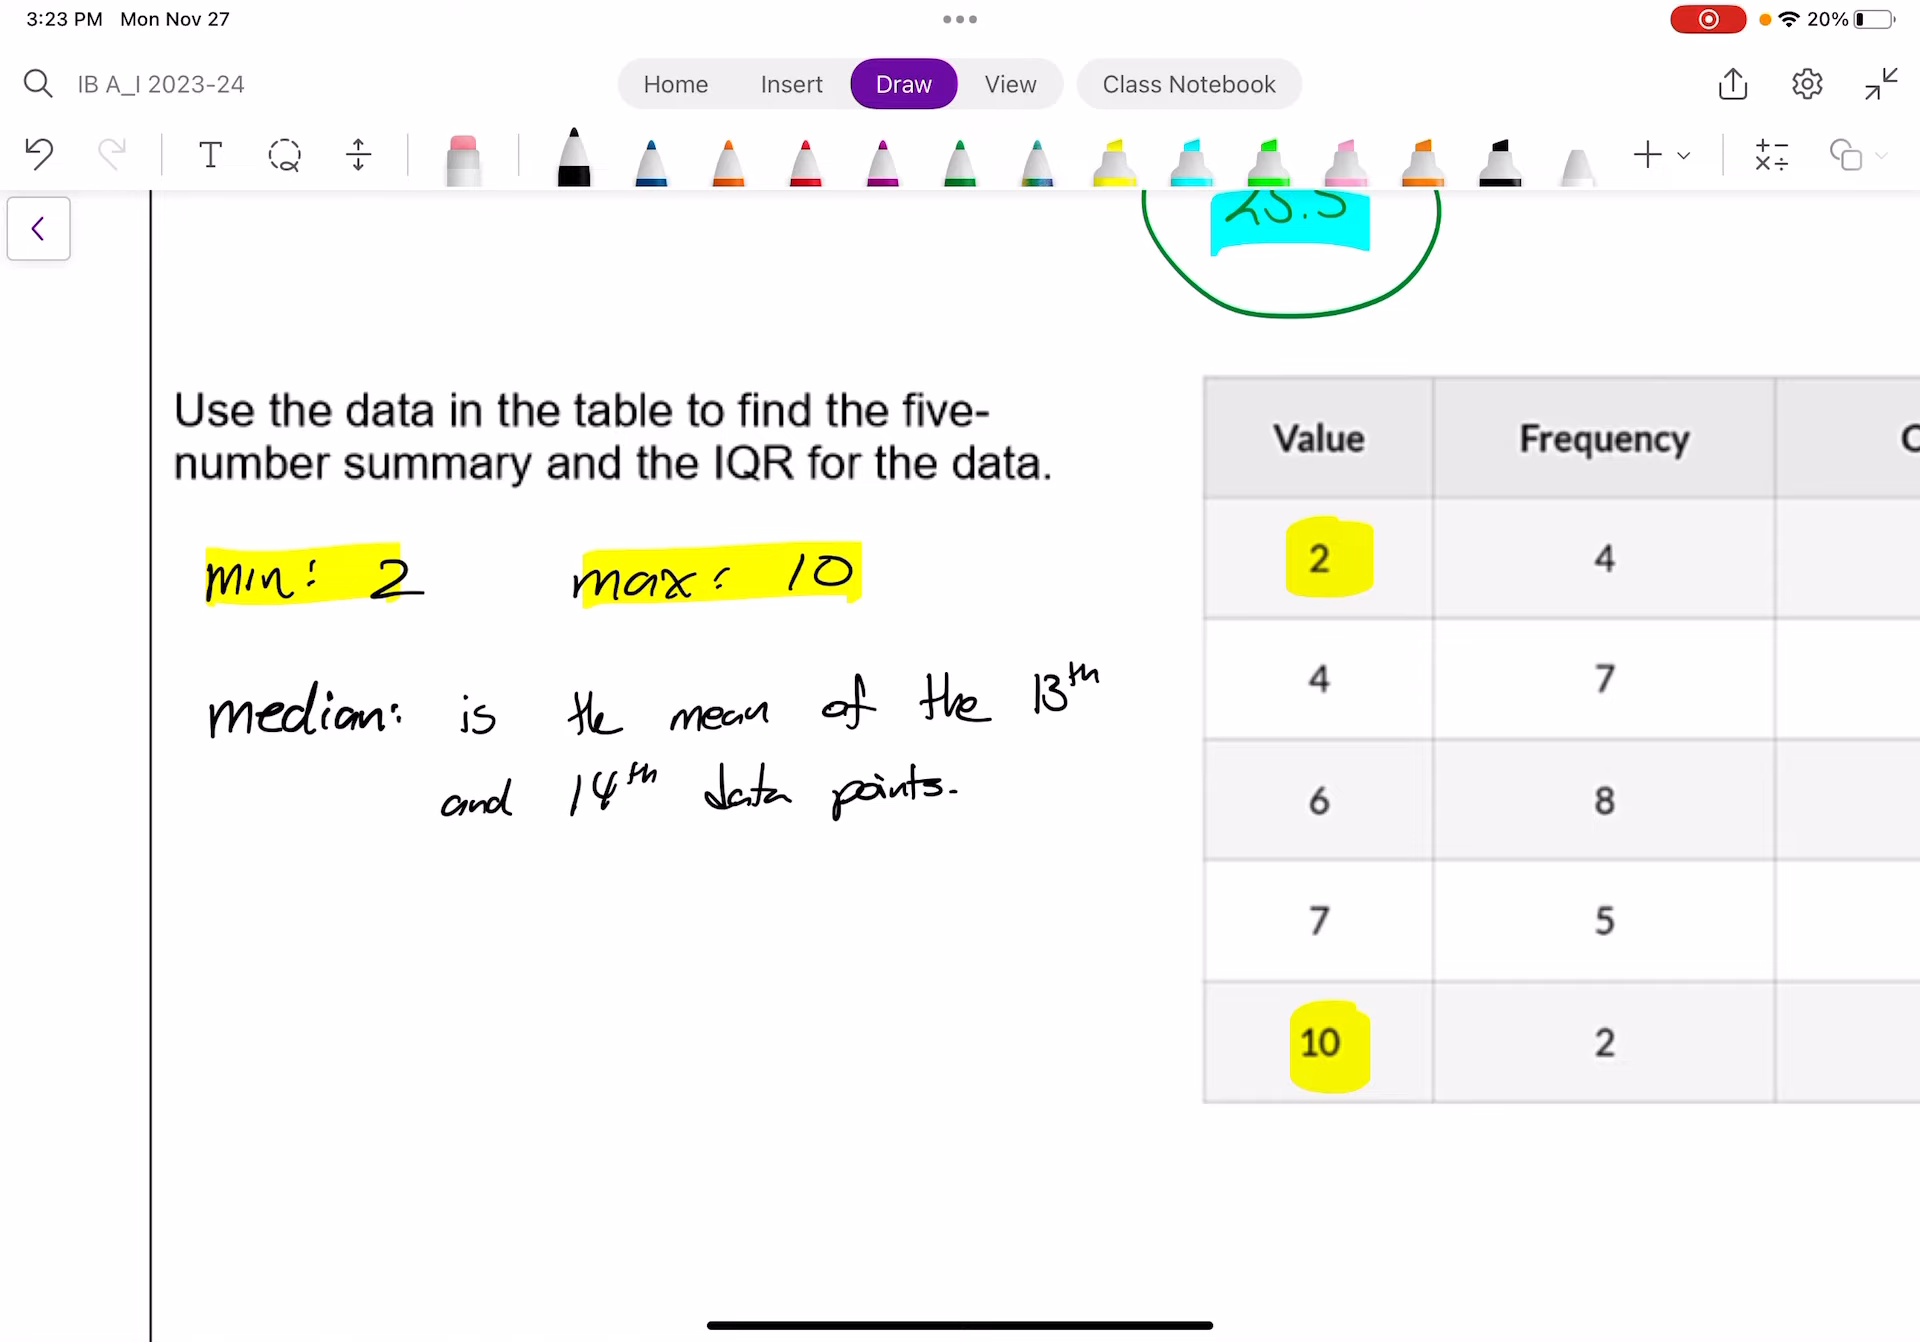 3:23 PM Mon Nov 27
20%
IB A_I 2023-24
Home Insert Draw View Class Notebook
T
25.5
Use the data in the table to find the five-
number summary and the IQR for the data.
min: 2 max: 10
median: is the mean of the 13th
and 14th data points.
Value Frequency C
2 4
4 7
6 8
7 5
10 2